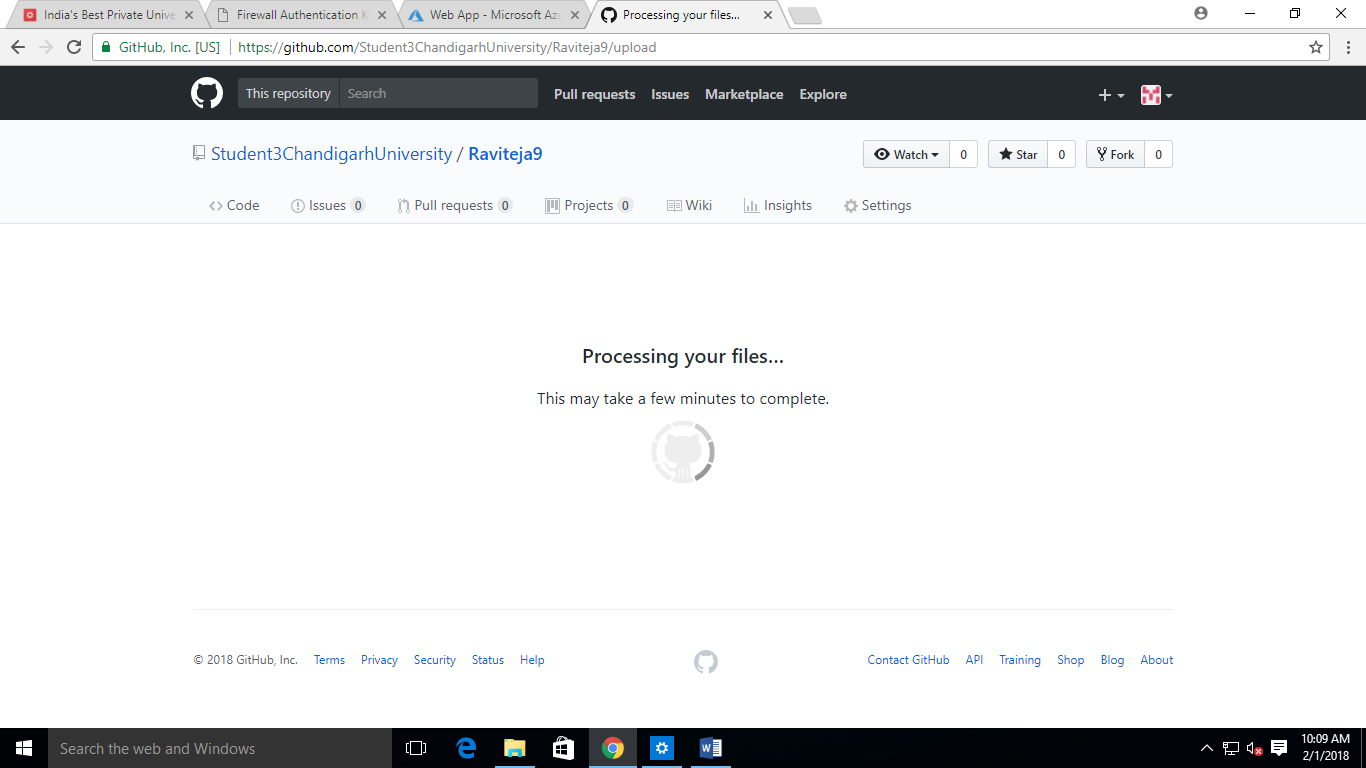 India's Best Private Unive
Firewall Authentication K
Web App - Microsoft Az
Processing your files...
GitHub, Inc. [US] https://github.com/Student3ChandigarhUniversity/Raviteja9/upload
This repository Search Pull requests Issues Marketplace Explore
Student3ChandigarhUniversity / Raviteja9 Watch 0 Star 0 Fork 0
Code Issues 0 Pull requests 0 Projects 0 Wiki Insights Settings
Processing your files...
This may take a few minutes to complete.
© 2018 GitHub, Inc. Terms Privacy Security Status Help Contact GitHub API Training Shop Blog About
Search the web and Windows
10:09 AM
2/1/2018